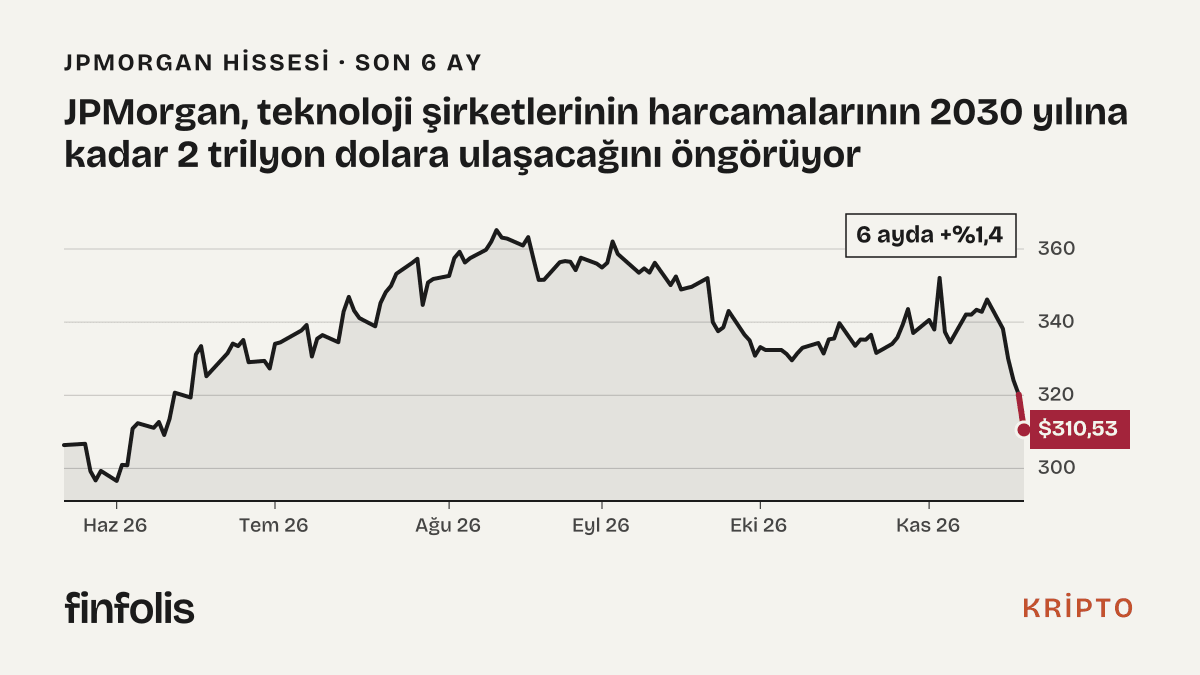 JPMORGAN HİSSESİ · SON 6 AY
JPMorgan, teknoloji şirketlerinin harcamalarının 2030 yılına
kadar 2 trilyon dolara ulaşacağını öngörüyor
6 ayda +%1,4
360
340
320
$310,53
300
Haz 26 Tem 26 Ağu 26 Eyl 26 Eki 26 Kas 26
finfolis
KRİPTO